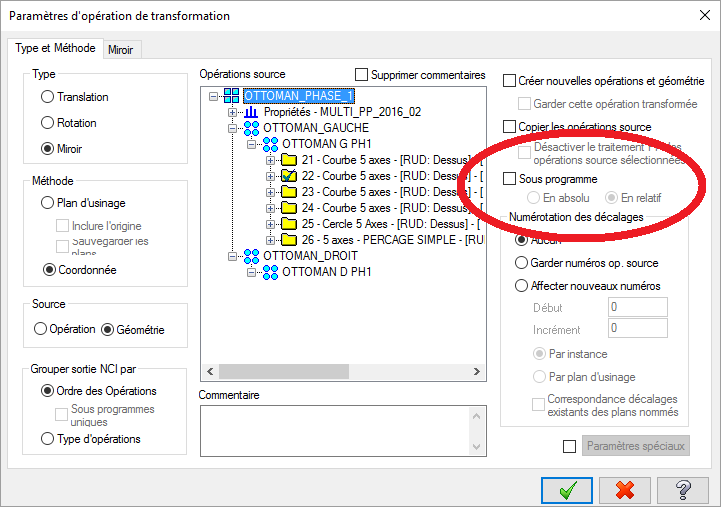 Paramètres d'opération de transformation
Type et Méthode
Miroir
Type
Translation
Rotation
Miroir
Méthode
Plan d'usinage
Inclure l'origine
Sauvegarder les
plans
Coordonnée
Source
Opération
Géométrie
Grouper sortie NCI par
Ordre des Opérations
Sous programmes
uniques
Type d'opérations
Opérations source
Supprimer commentaires
OTTOMAN_PHASE_1
Propriétés - MULTI_PP_2016_02
OTTOMAN_GAUCHE
OTTOMAN G PH1
21 - Courbe 5 axes - [RUD: Dessus] - [
22 - Courbe 5 axes - [RUD: Dessus] - [
23 - Courbe 5 axes - [RUD: Dessus] - [
24 - Courbe 5 axes - [RUD: Dessus] - [
25 - Cercle 5 Axes - [RUD: Dessus] - [N
26 - 5 axes - PERCAGE SIMPLE - [RUD
OTTOMAN_DROIT
OTTOMAN D PH1
Commentaire
Créer nouvelles opérations et géométrie
Garder cette opération transformée
Copier les opérations source
Désactiver le traitement PP des
opérations source sélectionnées
Sous programme
En absolu
En relatif
Numérotation des décalages
Aucun
Garder numéros op. source
Affecter nouveaux numéros
Début
0
Incrément
0
Par instance
Par plan d'usinage
Correspondance décalages
existants des plans nommés
Paramètres spéciaux